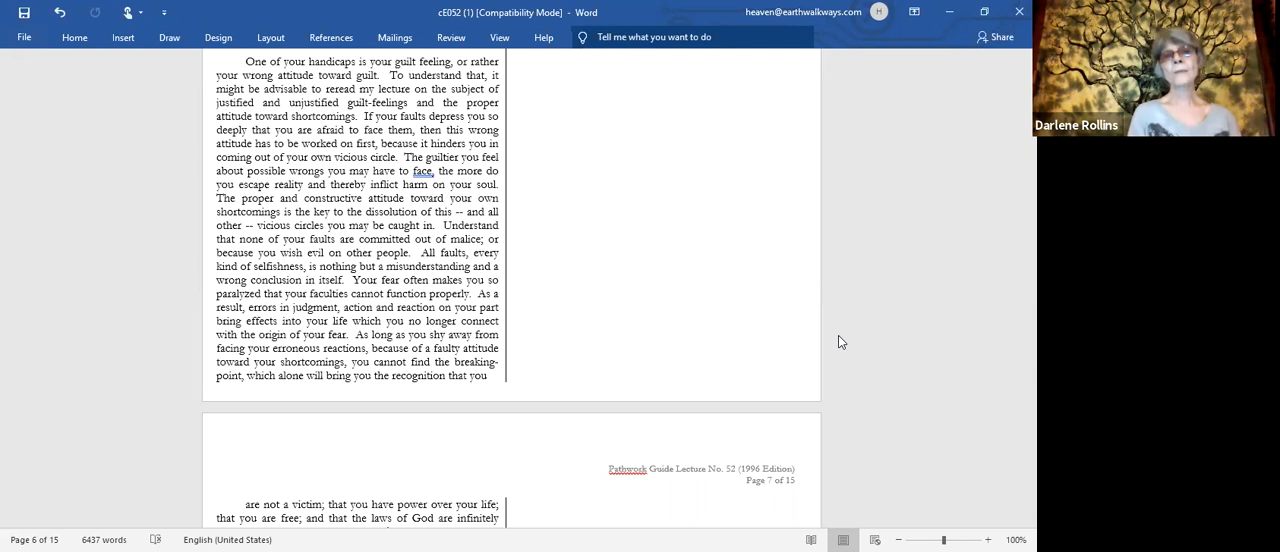 cE052 (1) [Compatibility Mode] - Word
heaven@earthwalkways.com
H
File Home Insert Draw Design Layout References Mailings Review View Help Tell me what you want to do Share
One of your handicaps is your guilt feeling, or rather
your wrong attitude toward guilt. To understand that, it
might be advisable to reread my lecture on the subject of
justified and unjustified guilt-feelings and the proper
attitude toward shortcomings. If your faults depress you so
deeply that you are afraid to face them, then this wrong
attitude has to be worked on first, because it hinders you in
coming out of your own vicious circle. The guiltier you feel
about possible wrongs you may have to face, the more do
you escape reality and thereby inflict harm on your soul.
The proper and constructive attitude toward your own
shortcomings is the key to the dissolution of this -- and all
other -- vicious circles you may be caught in. Understand
that none of your faults are committed out of malice; or
because you wish evil on other people. All faults, every
kind of selfishness, is nothing but a misunderstanding and a
wrong conclusion in itself. Your fear often makes you so
paralyzed that your faculties cannot function properly. As a
result, errors in judgment, action and reaction on your part
bring effects into your life which you no longer connect
with the origin of your fear. As long as you shy away from
facing your erroneous reactions, because of a faulty attitude
toward your shortcomings, you cannot find the breaking-
point, which alone will bring you the recognition that you
Pathwork Guide Lecture No. 52 (1996 Edition)
Page 7 of 15
are not a victim; that you have power over your life;
that you are free; and that the laws of God are infinitely
Page 6 of 15 6437 words English (United States) 100%
Darlene Rollins